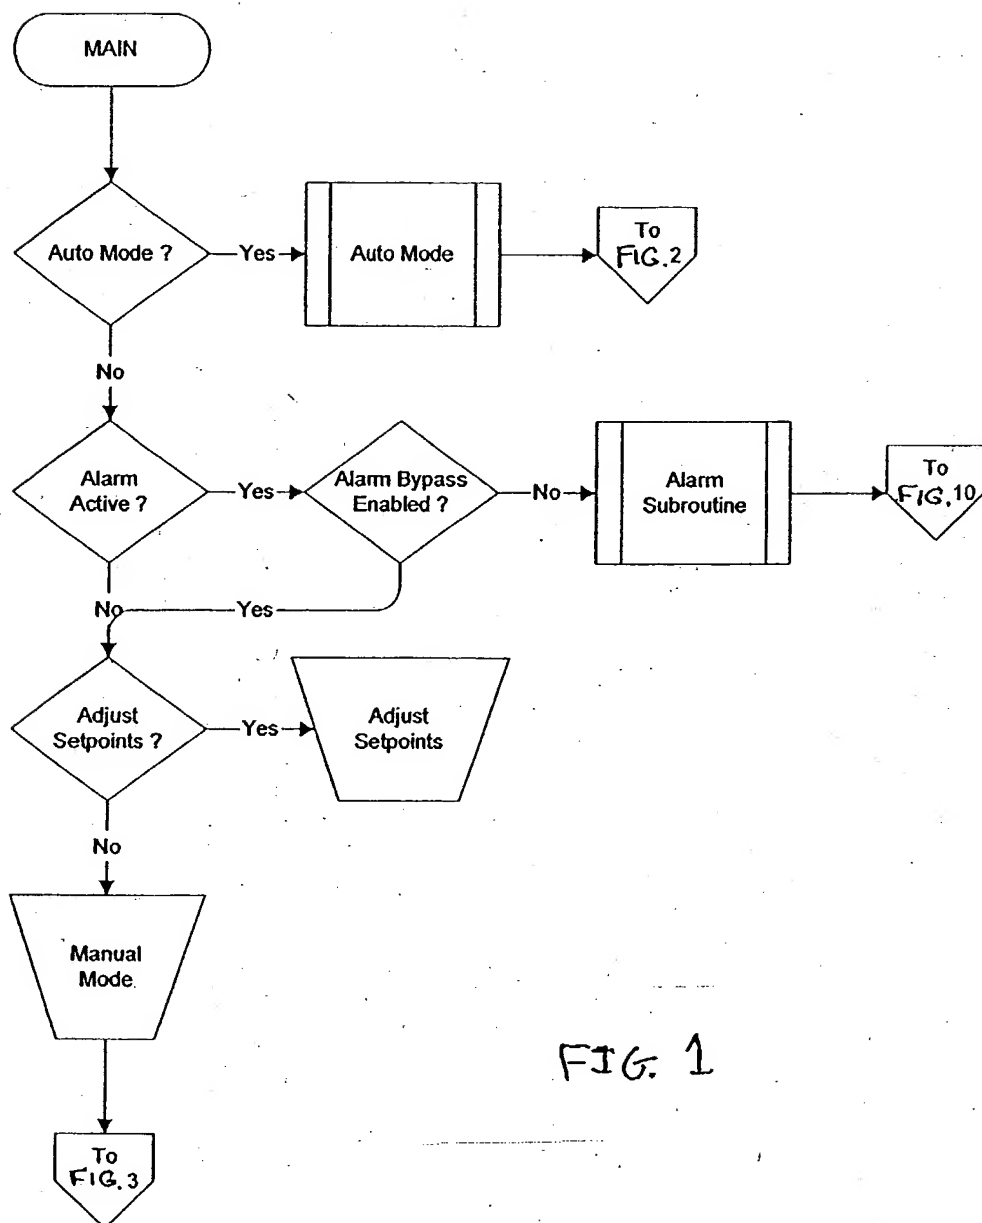 MAIN
Auto Mode ?
Yes
Auto Mode
To
FIG. 2
No
Alarm
Active ?
Yes
Alarm Bypass
Enabled ?
No
Alarm
Subroutine
To
FIG. 10
No
Yes
Adjust
Setpoints ?
Yes
Adjust
Setpoints
No
Manual
Mode
To
FIG. 3
FIG. 1